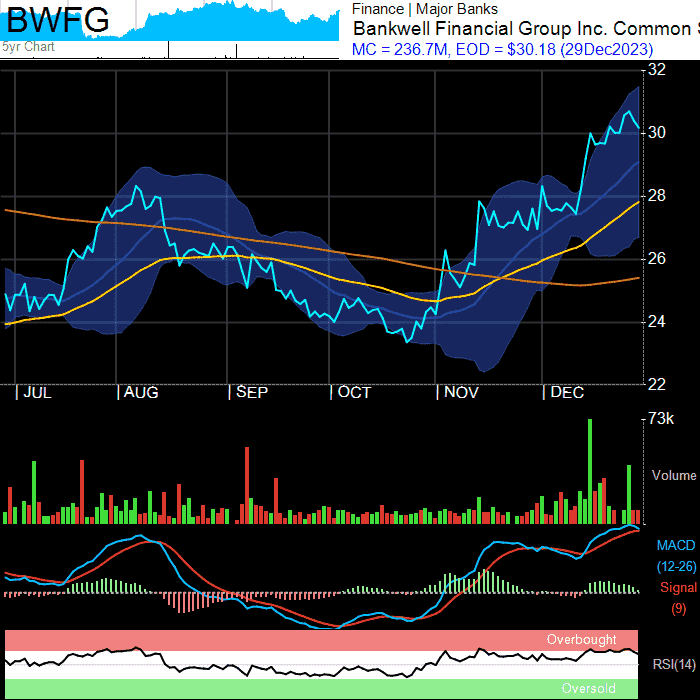 BWFG
5yr Chart
Finance | Major Banks
Bankwell Financial Group Inc. Common S
MC = 236.7M, EOD = $30.18 (29Dec2023)
32
30
28
26
24
22
JUL
AUG
SEP
OCT
NOV
DEC
73k
Volume
MACD
(12-26)
Signal
(9)
Overbought
RSI(14)
Oversold